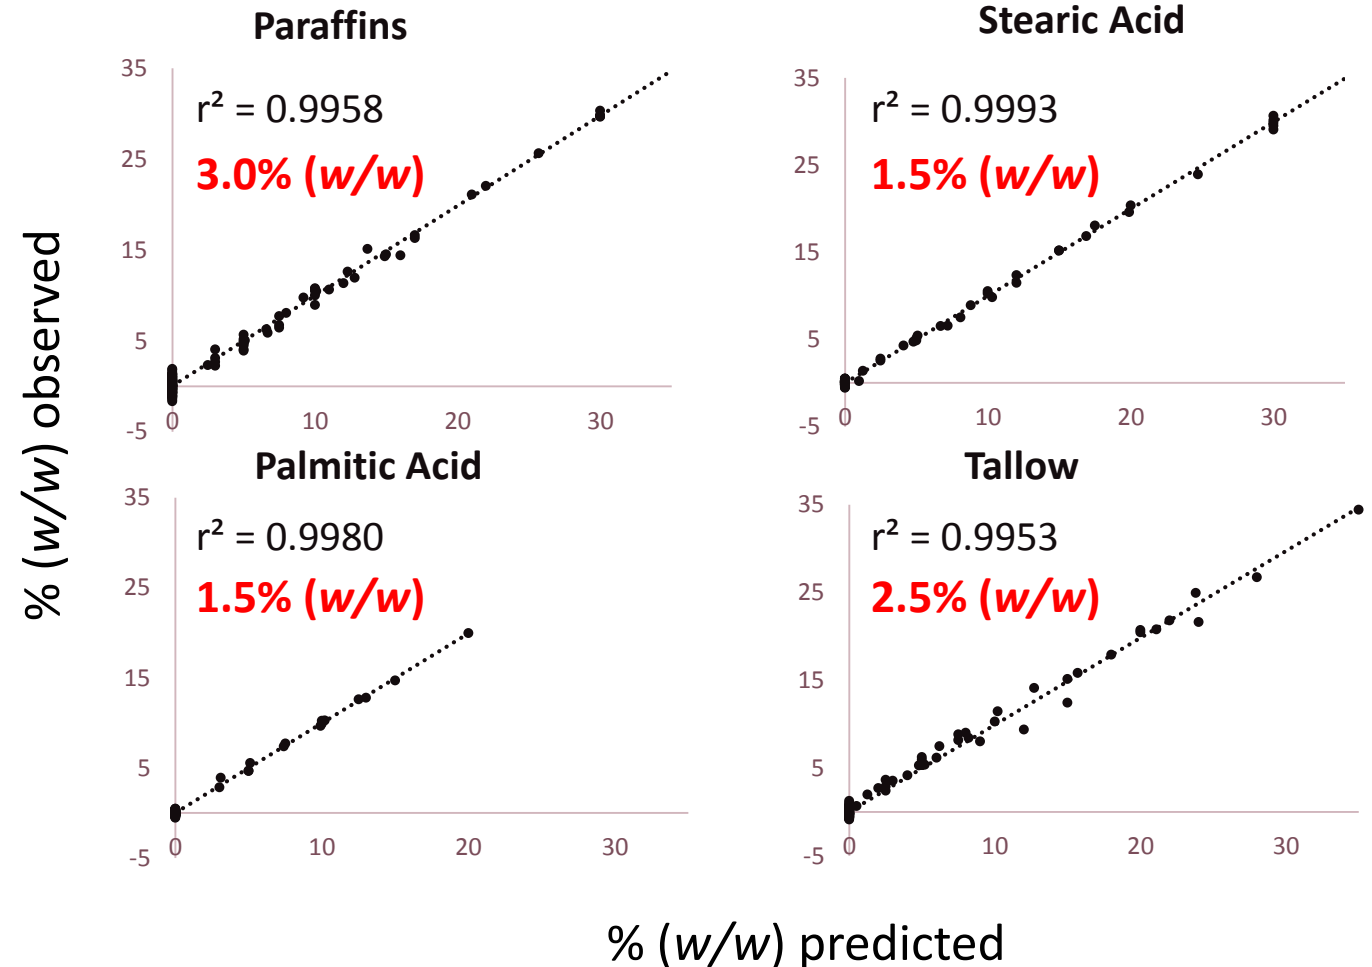 Paraffins
r² = 0.9958
3.0% (w/w)
35
25
15
5
-5
0
10
20
30
Stearic Acid
r² = 0.9993
1.5% (w/w)
35
25
15
5
-5
0
10
20
30
Palmitic Acid
r² = 0.9980
1.5% (w/w)
35
25
15
5
-5
0
10
20
30
Tallow
r² = 0.9953
2.5% (w/w)
35
25
15
5
-5
0
10
20
30
% (w/w) observed
% (w/w) predicted